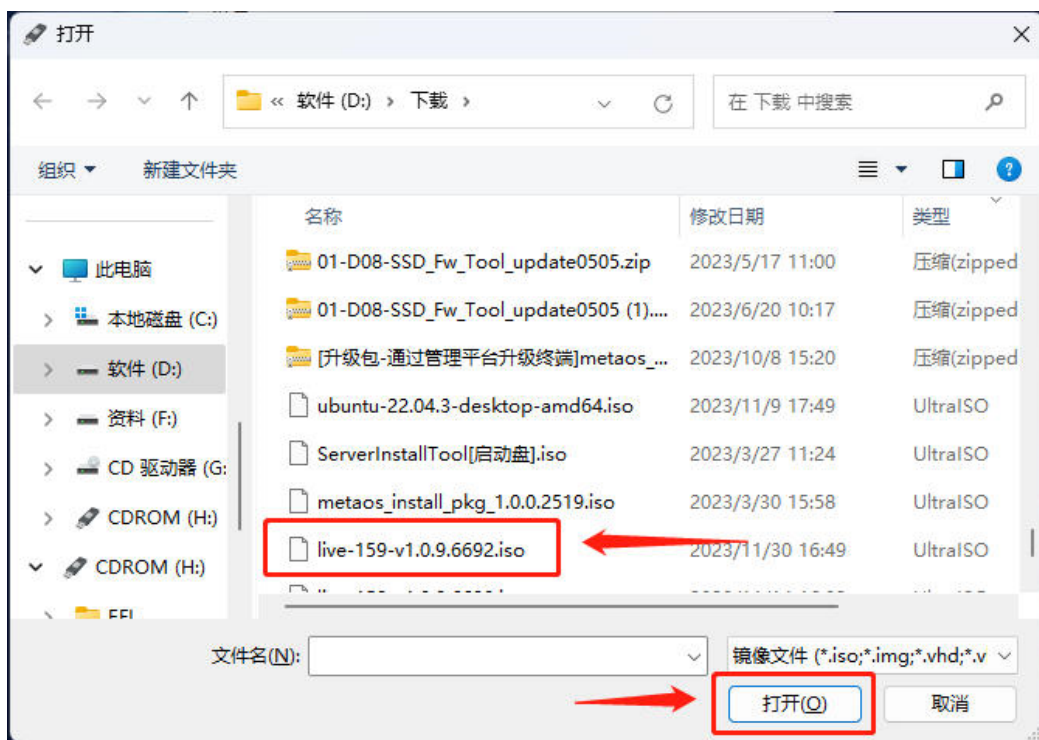 打开
« 软件 (D:) › 下载 ›
在 下载 中搜索
组织 新建文件夹
名称 修改日期 类型
此电脑
本地磁盘 (C:)
软件 (D:)
资料 (F:)
CD 驱动器 (G:
CDROM (H:)
CDROM (H:)
EFI
01-D08-SSD_Fw_Tool_update0505.zip 2023/5/17 11:00 压缩(zipped
01-D08-SSD_Fw_Tool_update0505 (1).... 2023/6/20 10:17 压缩(zipped
[升级包-通过管理平台升级终端]metaos_... 2023/10/8 15:20 压缩(zipped
ubuntu-22.04.3-desktop-amd64.iso 2023/11/9 17:49 UltraISO
ServerInstallTool[启动盘].iso 2023/3/27 11:24 UltraISO
metaos_install_pkg_1.0.0.2519.iso 2023/3/30 15:58 UltraISO
live-159-v1.0.9.6692.iso 2023/11/30 16:49 UltraISO
文件名(N): 镜像文件 (*.iso;*.img;*.vhd;*.v
打开(O) 取消